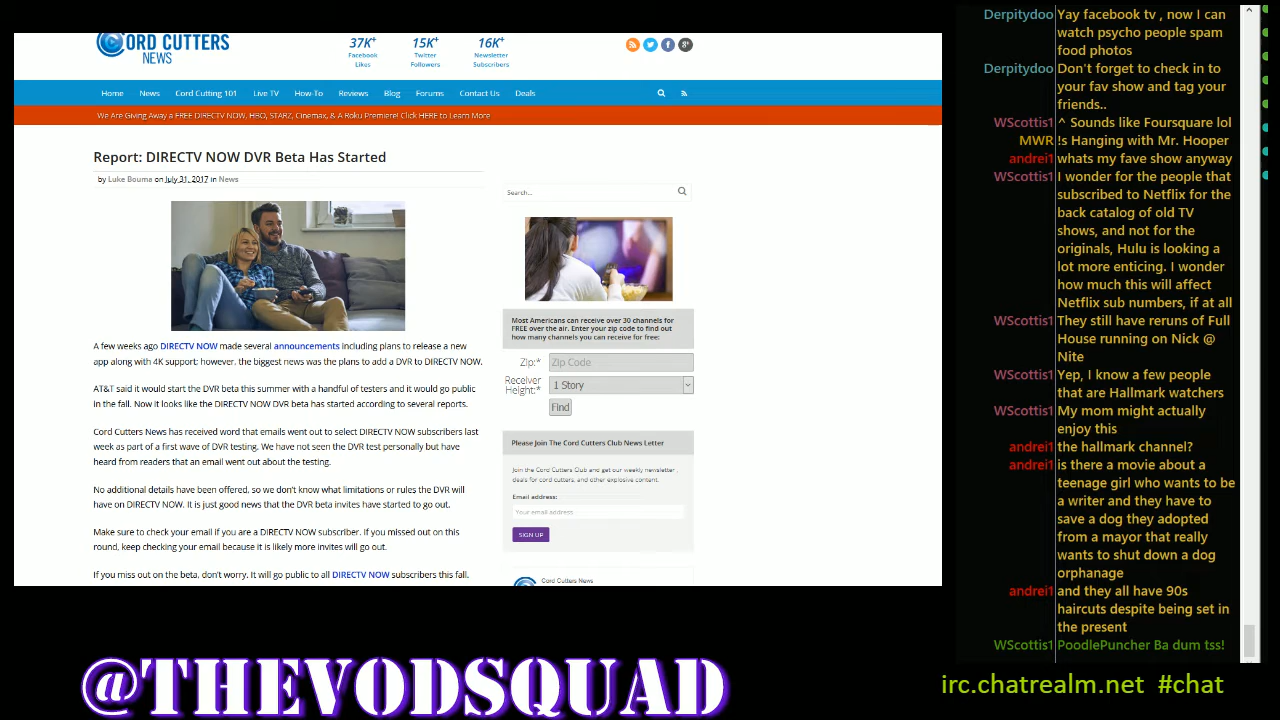 CORD CUTTERS
NEWS
37K+
Facebook
Likes
15K+
Twitter
Followers
16K+
Newsletter
Subscribers
Home News Cord Cutting 101 Live TV How-To Reviews Blog Forums Contact Us Deals
We Are Giving Away a FREE DIRECTV NOW, HBO, STARZ, Cinemax, & A Roku Premiere! Click HERE to Learn More
Report: DIRECTV NOW DVR Beta Has Started
by Luke Bouma on July 31, 2017 in News
A few weeks ago DIRECTV NOW made several announcements including plans to release a new
app along with 4K support; however, the biggest news was the plans to add a DVR to DIRECTV NOW.
AT&T said it would start the DVR beta this summer with a handful of testers and it would go public
in the fall. Now it looks like the DIRECTV NOW DVR beta has started according to several reports.
Cord Cutters News has received word that emails went out to select DIRECTV NOW subscribers last
week as part of a first wave of DVR testing. We have not seen the DVR test personally but have
heard from readers that an email went out about the testing.
No additional details have been offered, so we don't know what limitations or rules the DVR will
have on DIRECTV NOW. It is just good news that the DVR beta invites have started to go out.
Make sure to check your email if you are a DIRECTV NOW subscriber. If you missed out on this
round, keep checking your email because it is likely more invites will go out.
If you miss out on the beta, don't worry. It will go public to all DIRECTV NOW subscribers this fall.
Search...
Most Americans can receive over 30 channels for
FREE over the air. Enter your zip code to find out
how many channels you can receive for free:
Zip:* Zip Code
Receiver
Height:* 1 Story
Find
Please Join The Cord Cutters Club News Letter
Join the Cord Cutters Club and get our weekly newsletter,
deals for cord cutters, and other explosive content.
Email address:
Your email address
SIGN UP
Cord Cutters News
Derpitydoo Yay facebook tv , now I can
watch psycho people spam
food photos
Derpitydoo Don't forget to check in to
your fav show and tag your
friends..
WScottis1 ^ Sounds like Foursquare lol
MWR !s Hanging with Mr. Hooper
andrei1 whats my fave show anyway
WScottis1 I wonder for the people that
subscribed to Netflix for the
back catalog of old TV
shows, and not for the
originals, Hulu is looking a
lot more enticing. I wonder
how much this will affect
Netflix sub numbers, if at all
WScottis1 They still have reruns of Full
House running on Nick @
Nite
WScottis1 Yep, I know a few people
that are Hallmark watchers
WScottis1 My mom might actually
enjoy this
andrei1 the hallmark channel?
andrei1 is there a movie about a
teenage girl who wants to be
a writer and they have to
save a dog they adopted
from a mayor that really
wants to shut down a dog
orphanage
andrei1 and they all have 90s
haircuts despite being set in
the present
WScottis1 PoodlePuncher Ba dum tss!
@THEVODSQUAD
irc.chatrealm.net #chat